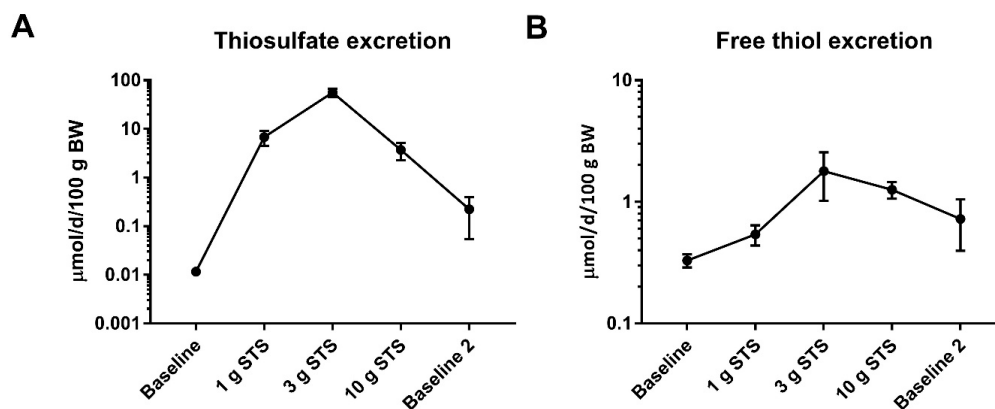 A
Thiosulfate excretion
μmol/d/100 g BW
100
10
1
0.1
0.01
0.001
Baseline
1 g STS
3 g STS
10 g STS
Baseline 2
B
Free thiol excretion
μmol/d/100 g BW
10
1
0.1
Baseline
1 g STS
3 g STS
10 g STS
Baseline 2